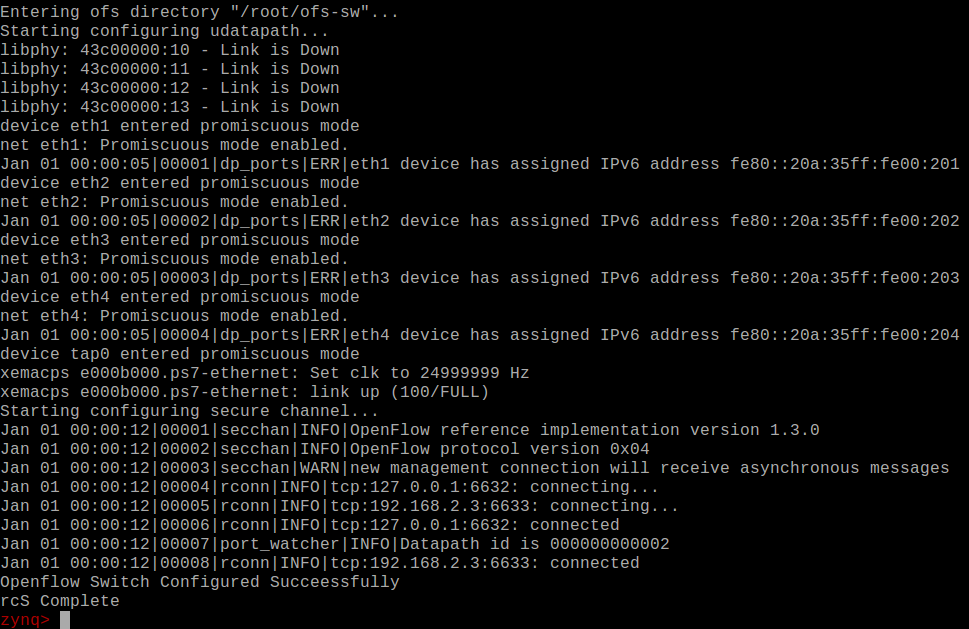 Entering ofs directory "/root/ofs-sw"...
Starting configuring udatapath...
libphy: 43c00000:10 - Link is Down
libphy: 43c00000:11 - Link is Down
libphy: 43c00000:12 - Link is Down
libphy: 43c00000:13 - Link is Down
device eth1 entered promiscuous mode
net eth1: Promiscuous mode enabled.
Jan 01 00:00:05|00001|dp_ports|ERR|eth1 device has assigned IPv6 address fe80::20a:35ff:fe00:201
device eth2 entered promiscuous mode
net eth2: Promiscuous mode enabled.
Jan 01 00:00:05|00002|dp_ports|ERR|eth2 device has assigned IPv6 address fe80::20a:35ff:fe00:202
device eth3 entered promiscuous mode
net eth3: Promiscuous mode enabled.
Jan 01 00:00:05|00003|dp_ports|ERR|eth3 device has assigned IPv6 address fe80::20a:35ff:fe00:203
device eth4 entered promiscuous mode
net eth4: Promiscuous mode enabled.
Jan 01 00:00:05|00004|dp_ports|ERR|eth4 device has assigned IPv6 address fe80::20a:35ff:fe00:204
device tap0 entered promiscuous mode
xemacps e000b000.ps7-ethernet: Set clk to 24999999 Hz
xemacps e000b000.ps7-ethernet: link up (100/FULL)
Starting configuring secure channel...
Jan 01 00:00:12|00001|secchan|INFO|OpenFlow reference implementation version 1.3.0
Jan 01 00:00:12|00002|secchan|INFO|OpenFlow protocol version 0x04
Jan 01 00:00:12|00003|secchan|WARN|new management connection will receive asynchronous messages
Jan 01 00:00:12|00004|rconn|INFO|tcp:127.0.0.1:6632: connecting...
Jan 01 00:00:12|00005|rconn|INFO|tcp:192.168.2.3:6633: connecting...
Jan 01 00:00:12|00006|rconn|INFO|tcp:127.0.0.1:6632: connected
Jan 01 00:00:12|00007|port_watcher|INFO|Datapath id is 000000000002
Jan 01 00:00:12|00008|rconn|INFO|tcp:192.168.2.3:6633: connected
Openflow Switch Configured Succeessfully
rcS Complete
zynq>